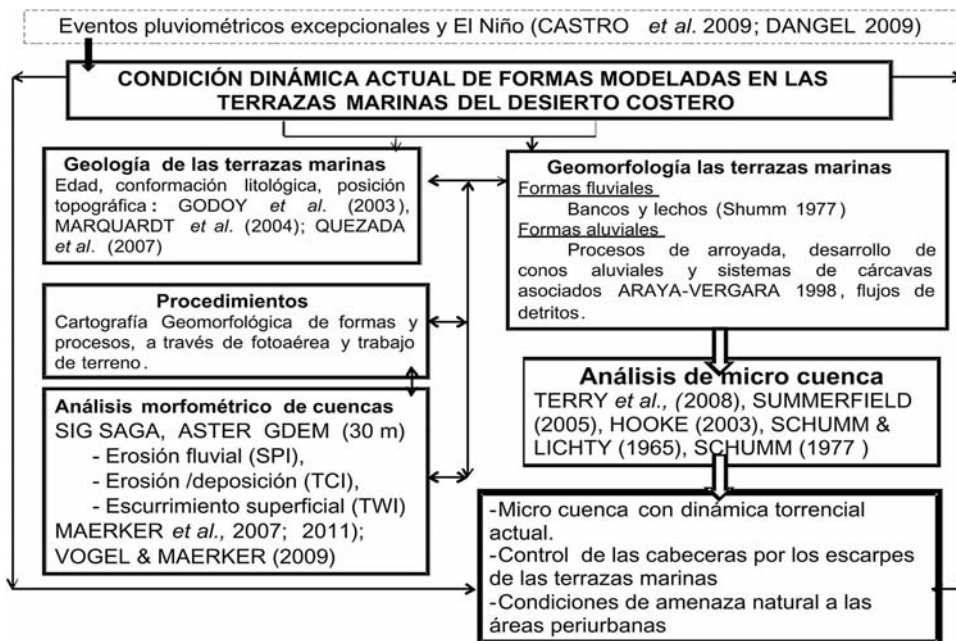 Eventos pluviométricos excepcionales y El Niño (CASTRO et al. 2009; DANGEL 2009)
CONDICIÓN DINÁMICA ACTUAL DE FORMAS MODELADAS EN LAS
TERRAZAS MARINAS DEL DESIERTO COSTERO
Geología de las terrazas marinas
Edad, conformación litológica, posición
topográfica : GODOY et al. (2003),
MARQUARDT et al. (2004); QUEZADA
et al. (2007)
Procedimientos
Cartografía Geomorfológica de formas y
procesos, a través de fotoaérea y trabajo
de terreno.
Análisis morfométrico de cuencas
SIG SAGA, ASTER GDEM (30 m)
- Erosión fluvial (SPI),
- Erosión /deposición (TCI),
- Escurrimiento superficial (TWI)
MAERKER et al., 2007; 2011);
VOGEL & MAERKER (2009)
Geomorfología las terrazas marinas
Formas fluviales
Bancos y lechos (Shumm 1977)
Formas aluviales
Procesos de arroyada, desarrollo de
conos aluviales y sistemas de cárcavas
asociados ARAYA-VERGARA 1998, flujos de
detritos.
Análisis de micro cuenca
TERRY et al., (2008), SUMMERFIELD
(2005), HOOKE (2003), SCHUMM &
LICHTY (1965), SCHUMM (1977 )
-Micro cuenca con dinámica torrencial
actual.
-Control de las cabeceras por los escarpes
de las terrazas marinas
-Condiciones de amenaza natural a las
áreas periurbanas